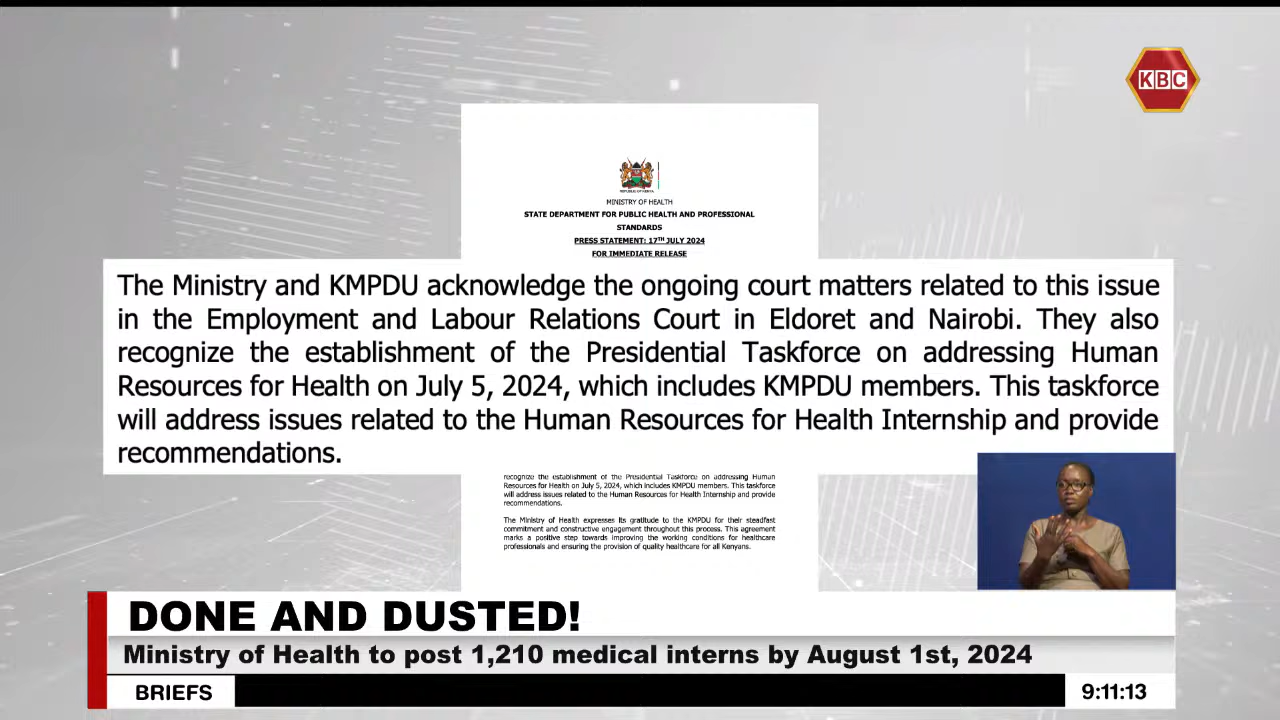 KBC
REPUBLIC OF KENYA
MINISTRY OF HEALTH
STATE DEPARTMENT FOR PUBLIC HEALTH AND PROFESSIONAL
STANDARDS
PRESS STATEMENT: 17TH JULY 2024
FOR IMMEDIATE RELEASE
The Ministry and KMPDU acknowledge the ongoing court matters related to this issue
in the Employment and Labour Relations Court in Eldoret and Nairobi. They also
recognize the establishment of the Presidential Taskforce on addressing Human
Resources for Health on July 5, 2024, which includes KMPDU members. This taskforce
will address issues related to the Human Resources for Health Internship and provide
recommendations.
recognize the establishment of the Presidential Taskforce on addressing Human
Resources for Health on July 5, 2024, which includes KMPDU members. This taskforce
will address issues related to the Human Resources for Health Internship and provide
recommendations.
The Ministry of Health expresses its gratitude to the KMPDU for their steadfast
commitment and constructive engagement throughout this process. This agreement
marks a positive step towards improving the working conditions for healthcare
professionals and ensuring the provision of quality healthcare for all Kenyans.
DONE AND DUSTED!
Ministry of Health to post 1,210 medical interns by August 1st, 2024
BRIEFS
9:11:13